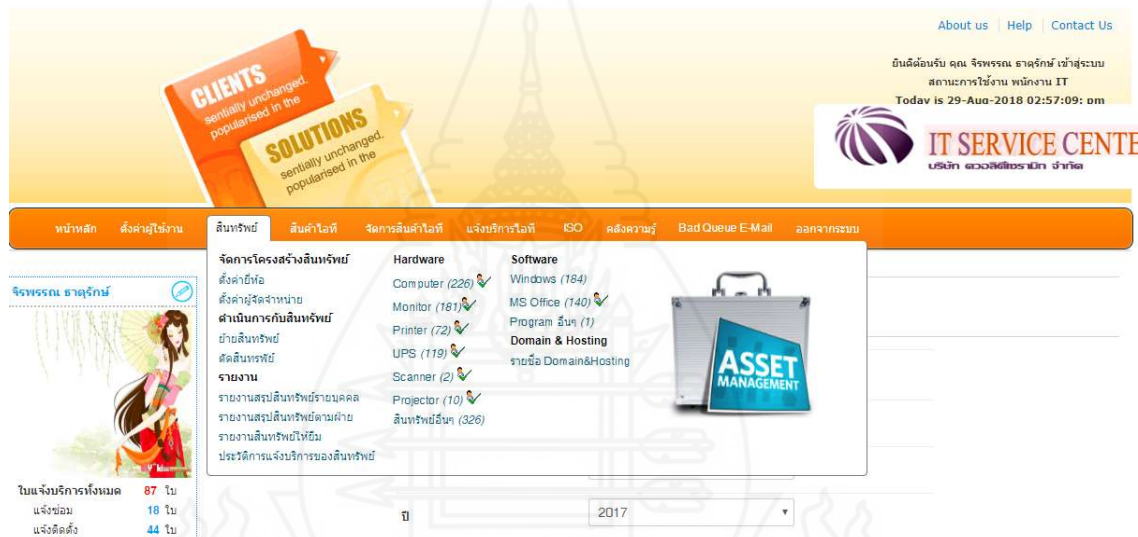 About us | Help | Contact Us
ยินดีต้อนรับ คุณ จิรพรรณ ธาตุรักษ์ เข้าสู่ระบบ
สถานะการใช้งาน พนักงาน IT
Today is 29-Aug-2018 02:57:09: pm
CLIENTS
sentially unchanged.
popularised in the
SOLUTIONS
sentially unchanged.
popularised in the
IT SERVICE CENTE
บริษัท ควอลิตี้เซรามิก จำกัด
หน้าหลัก ตั้งค่าผู้ใช้งาน สินทรัพย์ สินค้าไอที จัดการสินค้าไอที แจ้งบริการไอที ISO คลังความรู้ Bad Queue E-Mail ออกจากระบบ
จิรพรรณ ธาตุรักษ์
จัดการโครงสร้างสินทรัพย์
ตั้งค่ายี่ห้อ
ตั้งค่าผู้จัดจำหน่าย
ดำเนินการกับสินทรัพย์
ย้ายสินทรัพย์
ตัดสินทรัพย์
รายงาน
รายงานสรุปสินทรัพย์รายบุคคล
รายงานสรุปสินทรัพย์ตามฝ่าย
รายงานสินทรัพย์ให้ยืม
ประวัติการแจ้งบริการของสินทรัพย์
Hardware
Computer (226)
Monitor (181)
Printer (72)
UPS (119)
Scanner (2)
Projector (10)
สินทรัพย์อื่นๆ (326)
Software
Windows (184)
MS Office (140)
Program อื่นๆ (1)
Domain & Hosting
รายชื่อ Domain&Hosting
ASSET
MANAGEMENT
ใบแจ้งบริการทั้งหมด 87 ใบ
แจ้งซ่อม 18 ใบ
แจ้งติดตั้ง 44 ใบ
ปี 2017